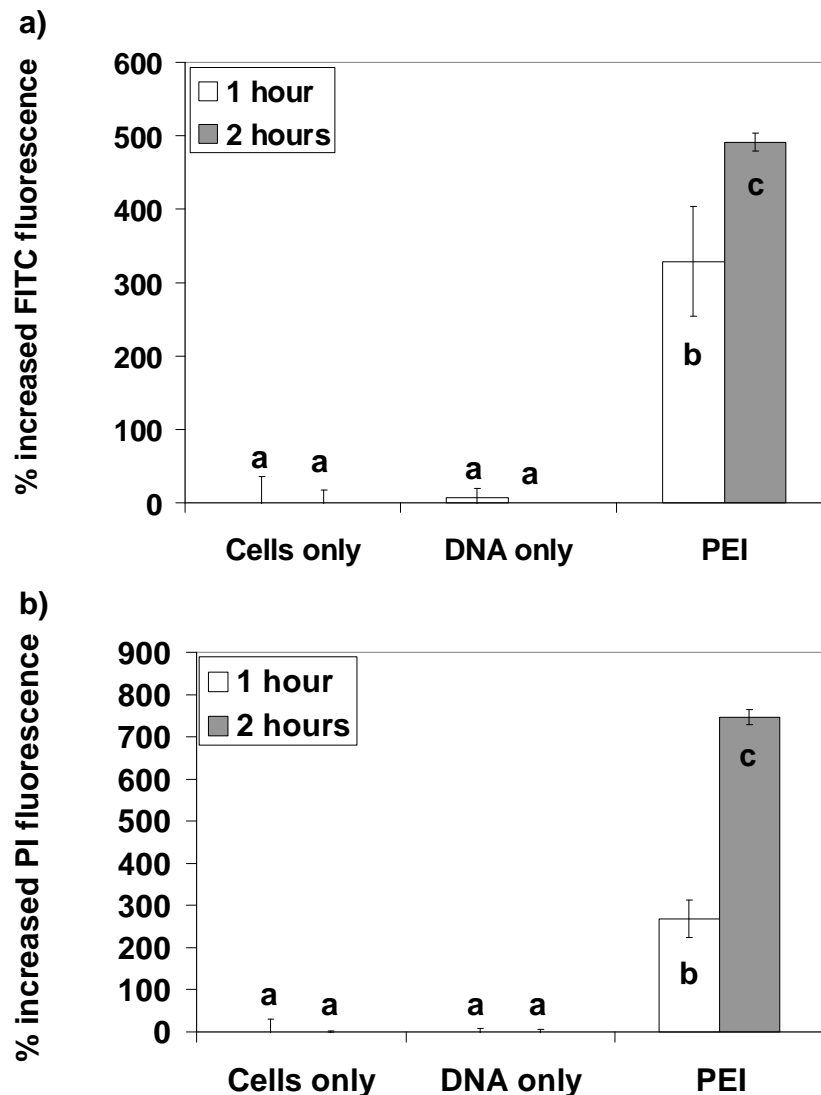 a)
% increased FITC fluorescence
600
500
400
300
200
100
0
1 hour
2 hours
a a a a b c
Cells only DNA only PEI
b)
% increased PI fluorescence
900
800
700
600
500
400
300
200
100
0
1 hour
2 hours
a a a a b c
Cells only DNA only PEI